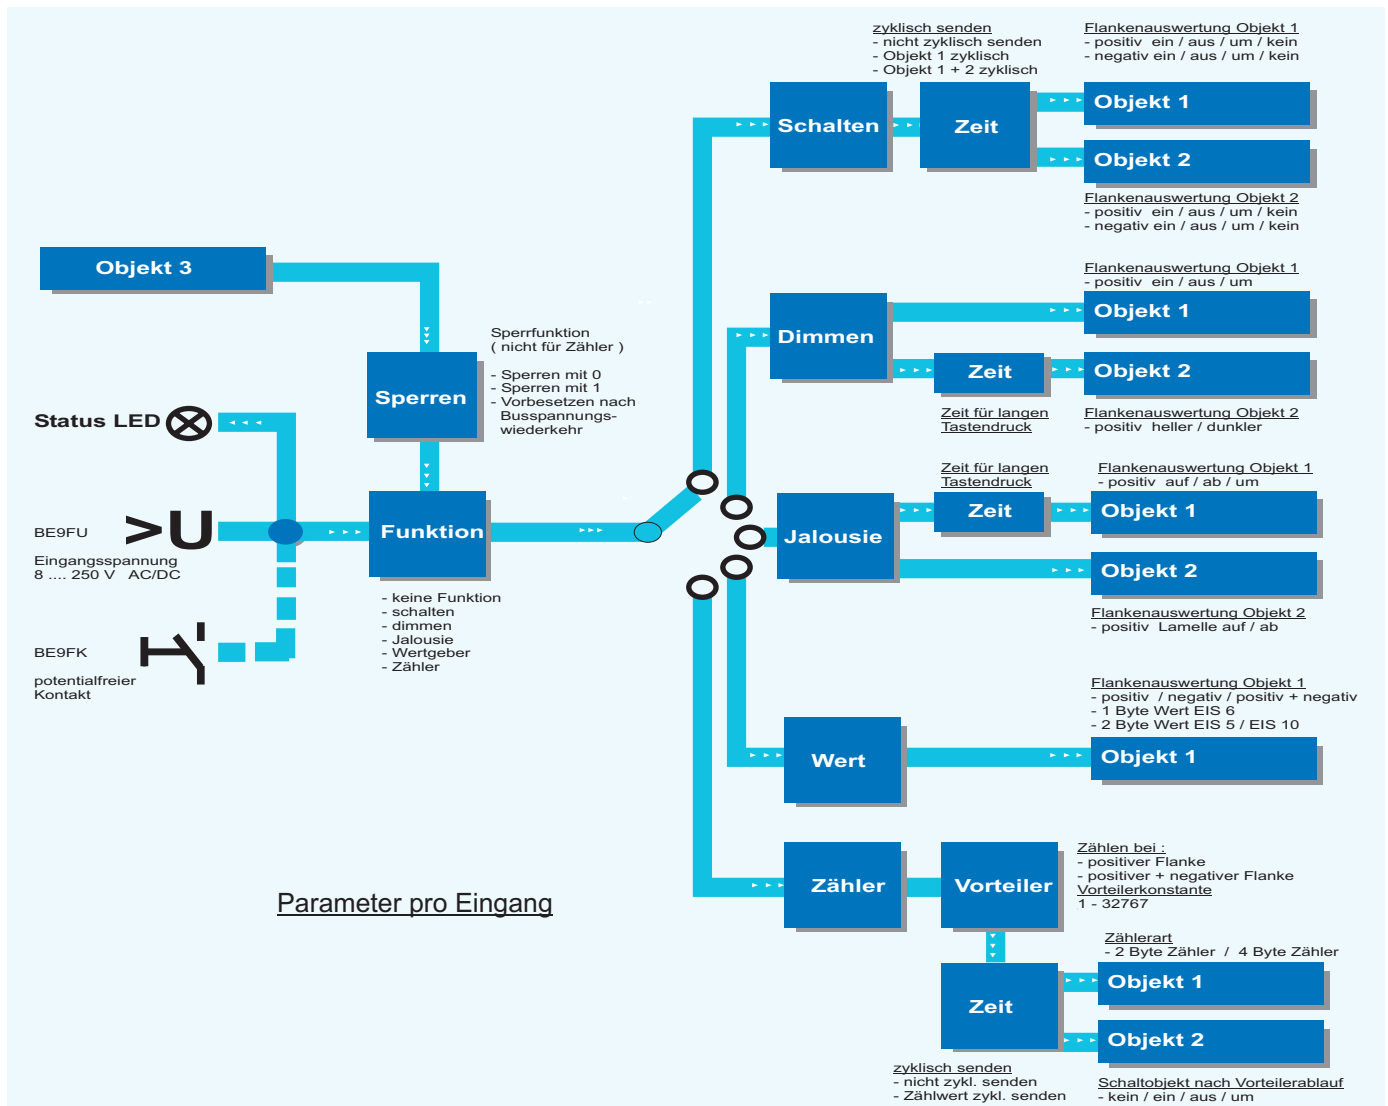 zyklisch senden
- nicht zyklisch senden
- Objekt 1 zyklisch
- Objekt 1 + 2 zyklisch
Flankenauswertung Objekt 1
- positiv ein / aus / um / kein
- negativ ein / aus / um / kein
Schalten
Zeit
Objekt 1
Objekt 2
Flankenauswertung Objekt 2
- positiv ein / aus / um / kein
- negativ ein / aus / um / kein
Objekt 3
Sperrfunktion
( nicht für Zähler )
- Sperren mit 0
- Sperren mit 1
- Vorbesetzen nach
Busspannungs-
wiederkehr
Sperren
Flankenauswertung Objekt 1
- positiv ein / aus / um
Dimmen
Objekt 1
Zeit
Objekt 2
Zeit für langen
Tastendruck
Flankenauswertung Objekt 2
- positiv heller / dunkler
Status LED
BE9FU
>U
Eingangsspannung
8 .... 250 V AC/DC
BE9FK
potentialfreier
Kontakt
Funktion
- keine Funktion
- schalten
- dimmen
- Jalousie
- Wertgeber
- Zähler
Zeit für langen
Tastendruck
Flankenauswertung Objekt 1
- positiv auf / ab / um
Jalousie
Zeit
Objekt 1
Objekt 2
Flankenauswertung Objekt 2
- positiv Lamelle auf / ab
Flankenauswertung Objekt 1
- positiv / negativ / positiv + negativ
- 1 Byte Wert EIS 6
- 2 Byte Wert EIS 5 / EIS 10
Wert
Objekt 1
Parameter pro Eingang
Zähler
Vorteiler
Zählen bei :
- positiver Flanke
- positiver + negativer Flanke
Vorteilerkonstante
1 - 32767
Zählerart
- 2 Byte Zähler / 4 Byte Zähler
Zeit
Objekt 1
Objekt 2
zyklisch senden
- nicht zykl. senden
- Zählwert zykl. senden
Schaltobjekt nach Vorteilerablauf
- kein / ein / aus / um